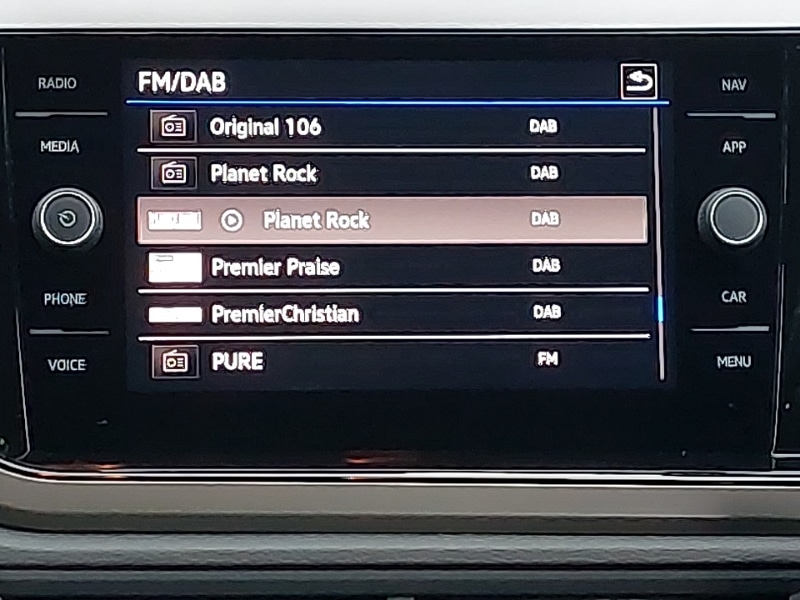 RADIO
MEDIA
PHONE
VOICE
FM/DAB
Original 106 DAB
Planet Rock DAB
Planet Rock DAB
Premier Praise DAB
PremierChristian DAB
PURE FM
NAV
APP
CAR
MENU